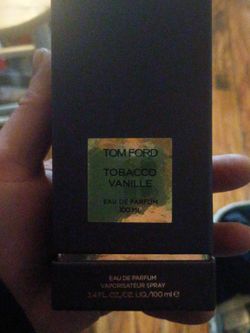 TOM FORD
TOBACCO
VANILLE
EAU DE PARFUM
100 ML
EAU DE PARFUM
VAPORISATEUR SPRAY
3.4 FL.OZ./OZ. LIQ./100 ml ℮